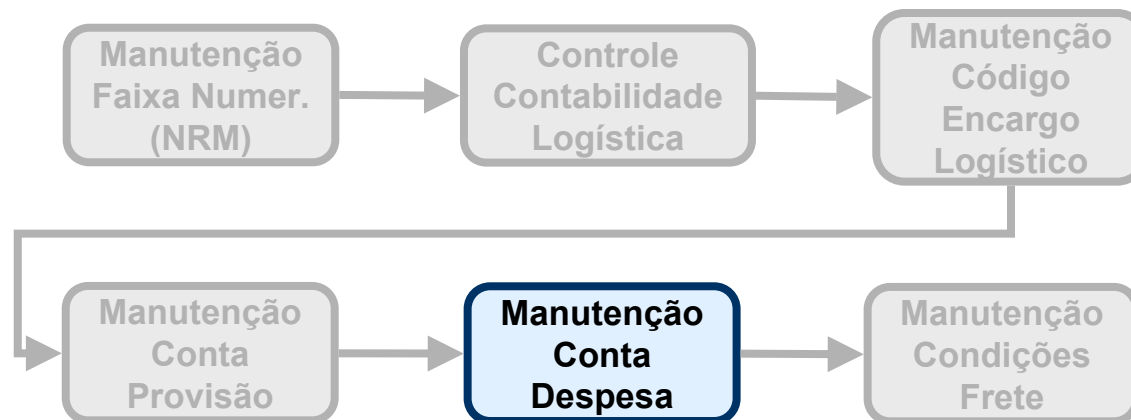 Manutenção
Faixa Numer.
(NRM)
Controle
Contabilidade
Logística
Manutenção
Código
Encargo
Logístico
Manutenção
Conta
Provisão
Manutenção
Conta
Despesa
Manutenção
Condições
Frete